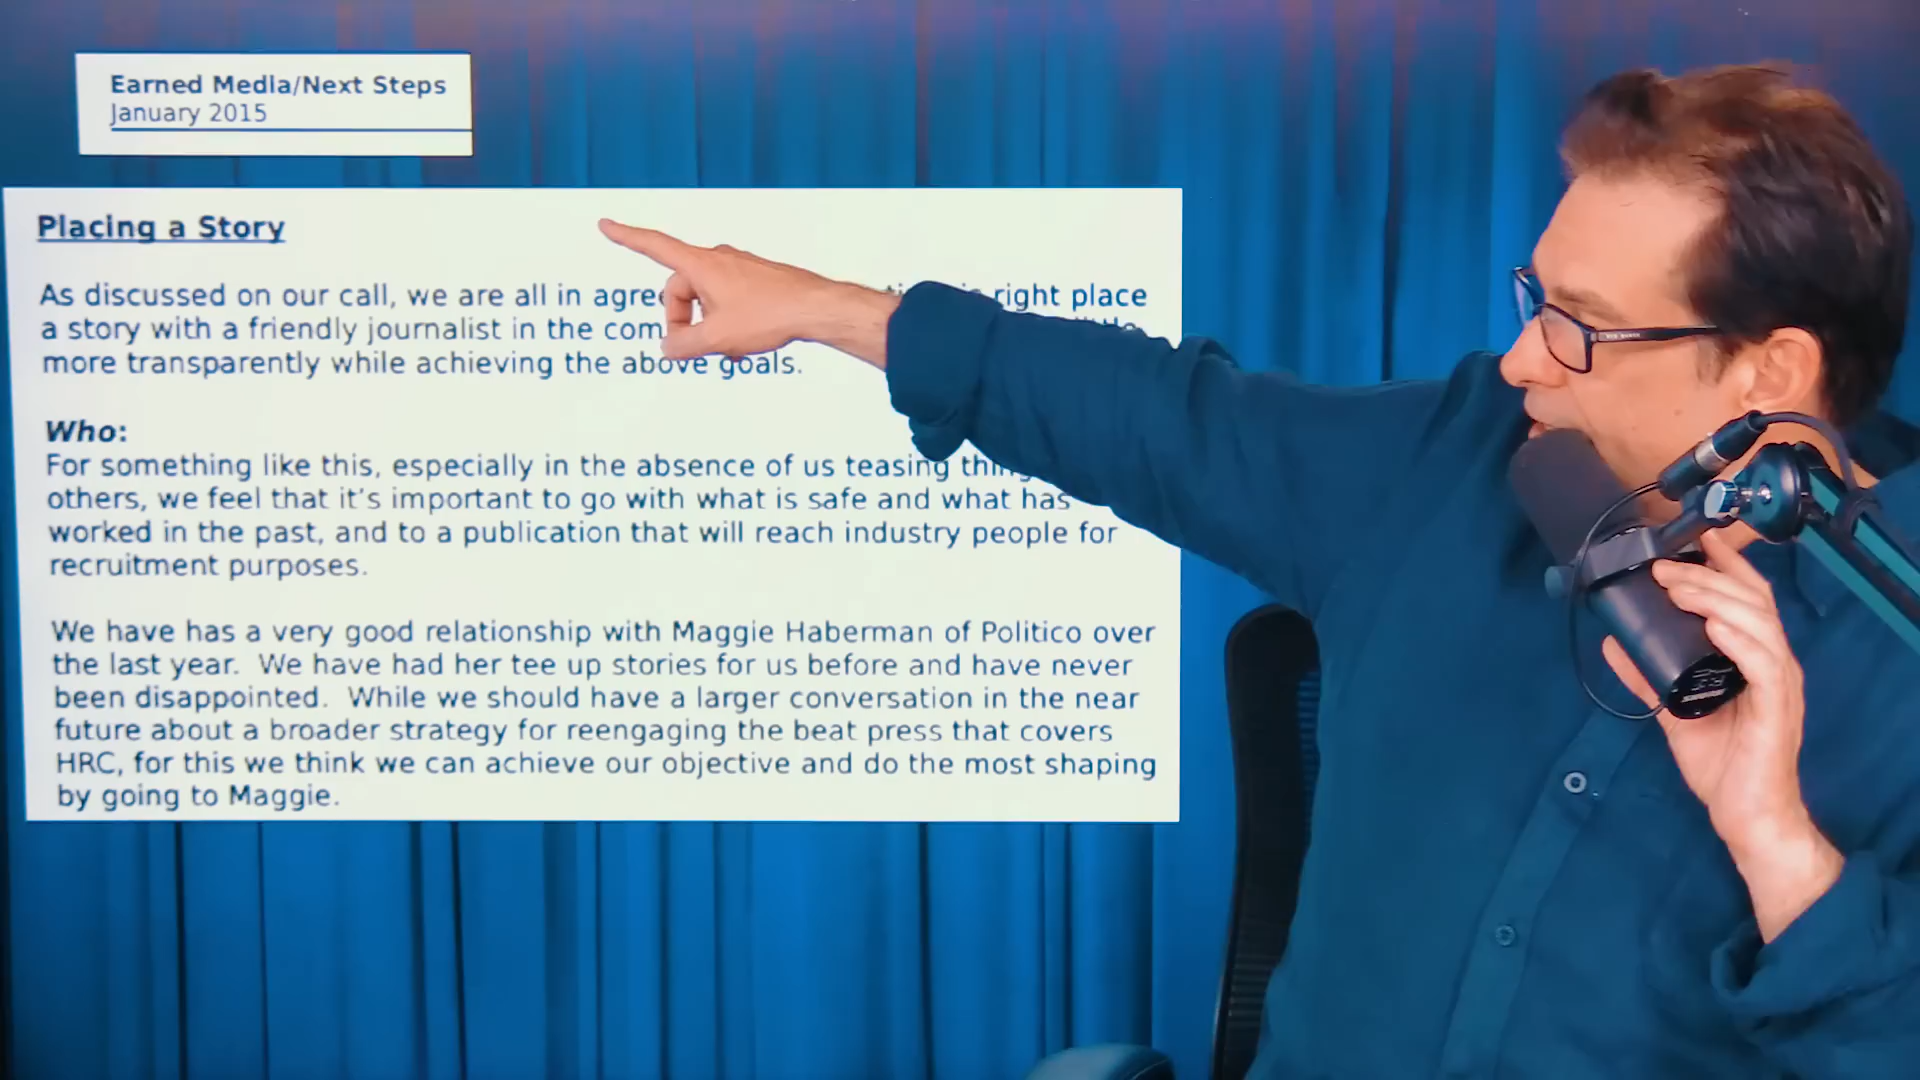 Earned Media/Next Steps
January 2015
Placing a Story
As discussed on our call, we are all in right place
a story with a friendly journalist in the
more transparently while achieving the above goals.
Who:
For something like this, especially in the absence of us teasing
others, we feel that it's important to go with what is safe and what has
worked in the past, and to a publication that will reach industry people for
recruitment purposes.
We have has a very good relationship with Maggie Haberman of Politico over
the last year. We have had her tee up stories for us before and have never
been disappointed. While we should have a larger conversation in the near
future about a broader strategy for reengaging the beat press that covers
HRC, for this we think we can achieve our objective and do the most shaping
by going to Maggie.